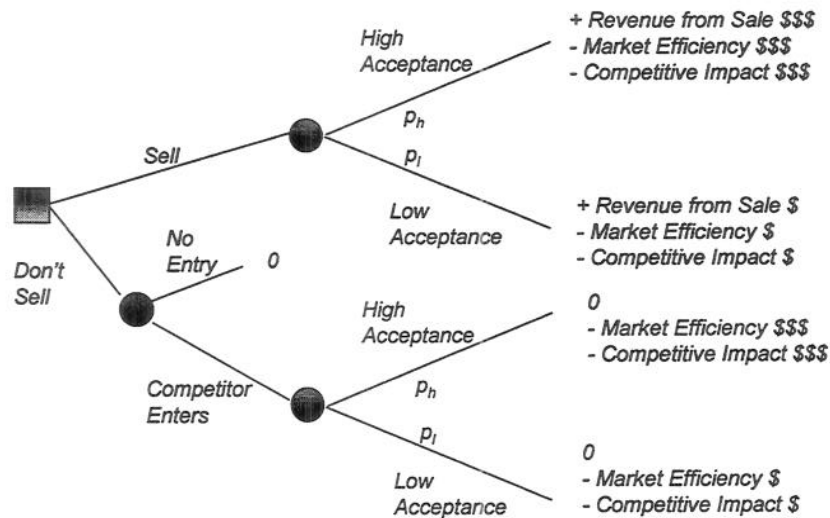 + Revenue from Sale $$$
High
- Market Efficiency $$$
Acceptance
- Competitive Impact $$$
pₕ
Sell
pₗ
Low
+ Revenue from Sale $
Acceptance
- Market Efficiency $
No
- Competitive Impact $
Entry
0
Don't
Sell
High
0
Acceptance
- Market Efficiency $$$
- Competitive Impact $$$
Competitor
pₕ
Enters
pₗ
0
Low
- Market Efficiency $
Acceptance
- Competitive Impact $